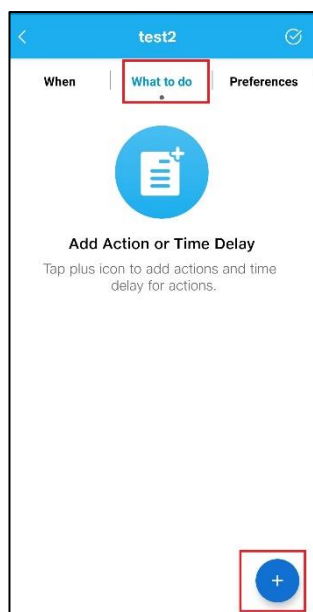 test2
When
What to do
Preferences
Add Action or Time Delay
Tap plus icon to add actions and time
delay for actions.